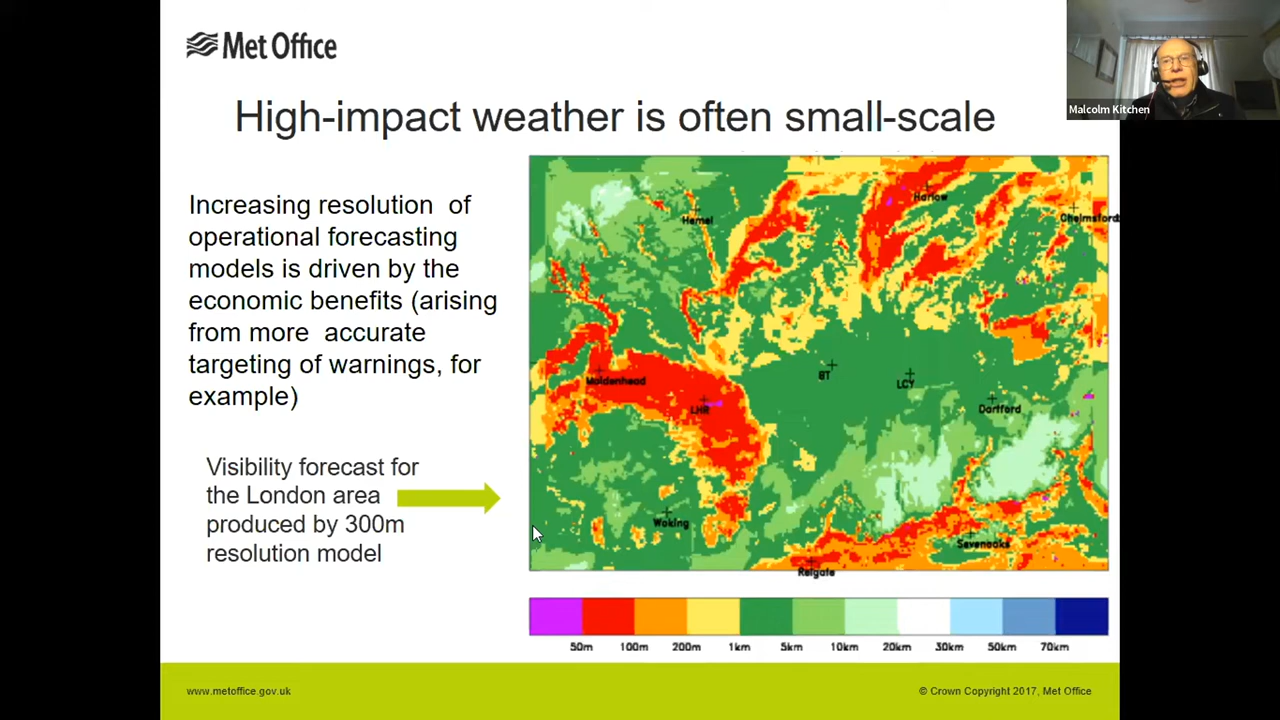 Met Office
Malcolm Kitchen
High-impact weather is often small-scale
Increasing resolution of
operational forecasting
models is driven by the
economic benefits (arising
from more accurate
targeting of warnings, for
example)
Visibility forecast for
the London area
produced by 300m
resolution model
Harlow
Hemel
Chelmsford
BT
LCY
Maidenhead
LHR
Dartford
Woking
Sevenoaks
Reigate
50m 100m 200m 1km 5km 10km 20km 30km 50km 70km
www.metoffice.gov.uk
© Crown Copyright 2017, Met Office